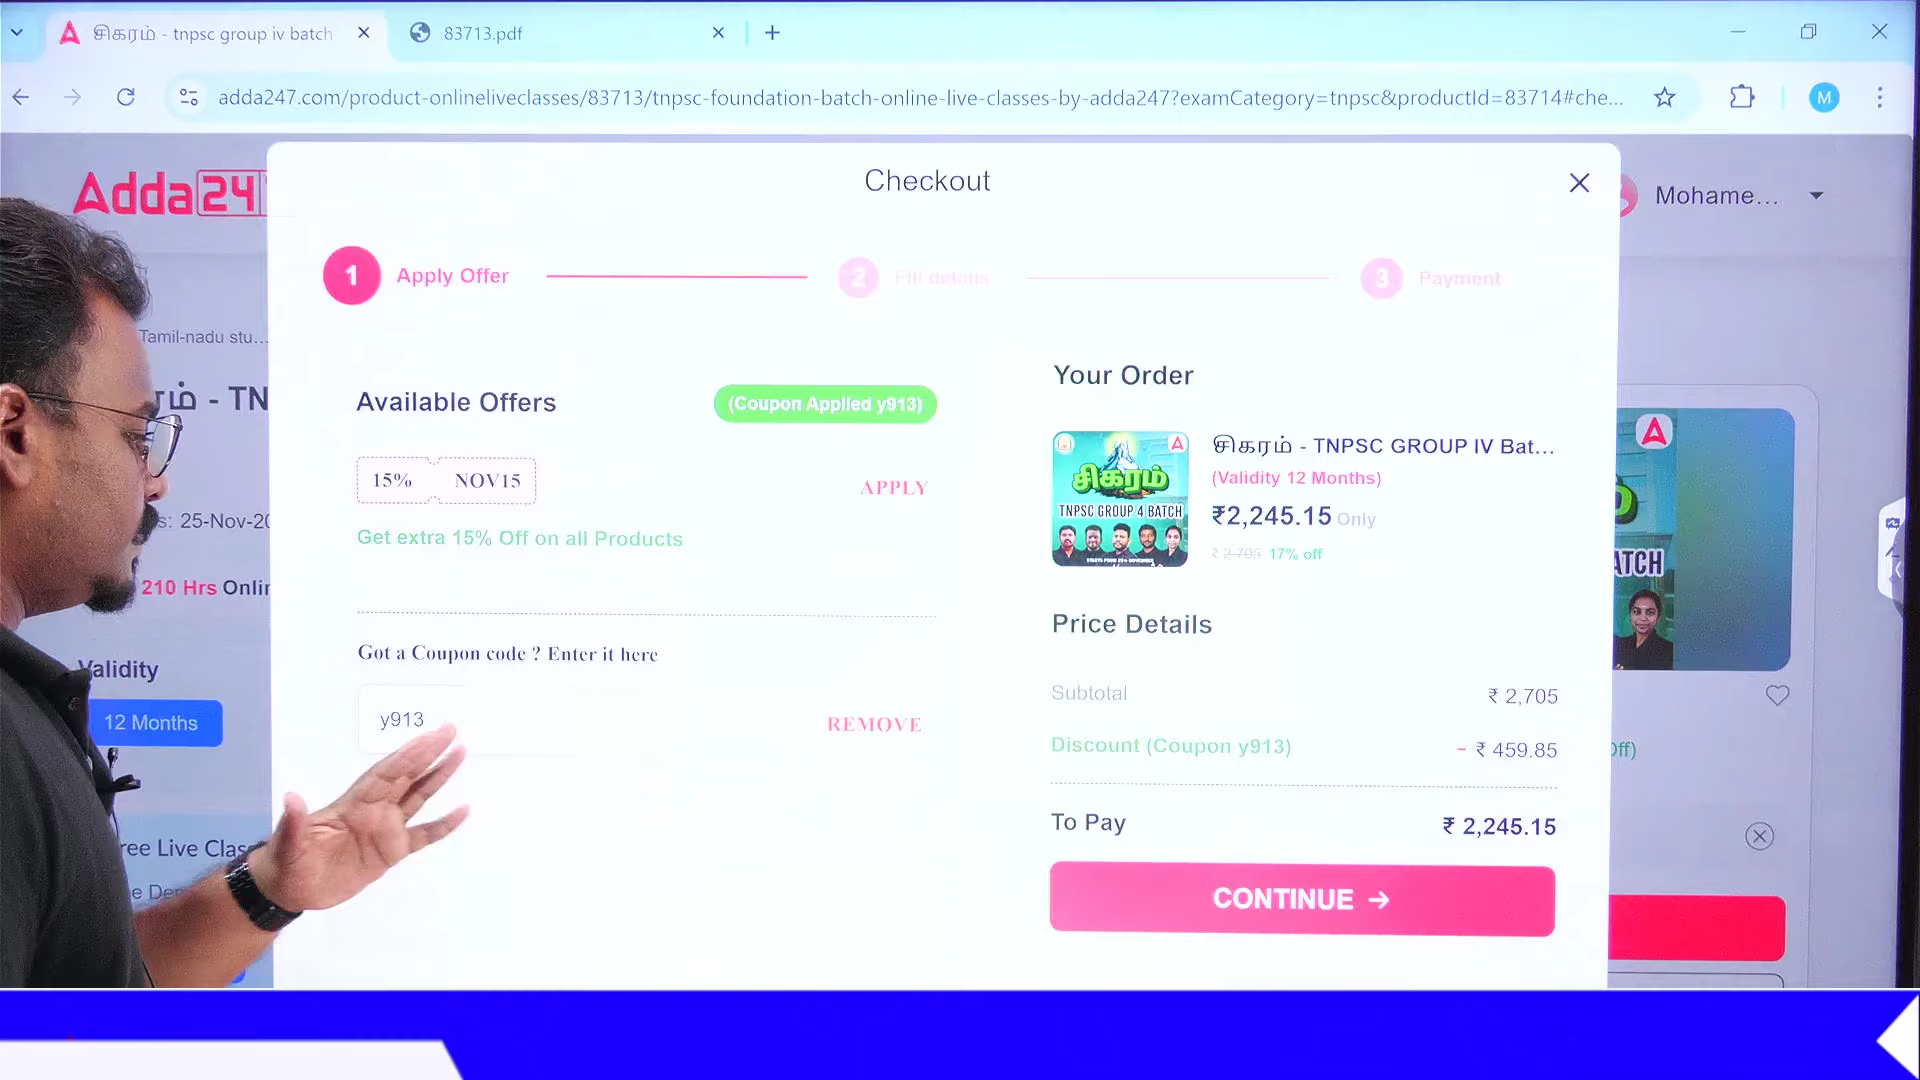 சிகரம் - tnpsc group iv batch
83713.pdf
adda247.com/product-onlineliveclasses/83713/tnpsc-foundation-batch-online-live-classes-by-adda247?examCategory=tnpsc&productId=83714#che...
M
Adda24
Checkout
Mohame...
1 Apply Offer
2 Fill details
3 Payment
Tamil-nadu stu...
- TN
Available Offers
(Coupon Applied y913)
15% NOV15
APPLY
Get extra 15% Off on all Products
Got a Coupon code ? Enter it here
y913
REMOVE
Your Order
சிகரம்
TNPSC GROUP 4 BATCH
சிகரம் - TNPSC GROUP IV Bat...
(Validity 12 Months)
₹2,245.15 Only
₹ 2,705 17% off
Price Details
Subtotal ₹ 2,705
Discount (Coupon y913) - ₹ 459.85
To Pay ₹ 2,245.15
CONTINUE →
s: 25-Nov-20
210 Hrs Onlin
Validity
12 Months
ree Live Clas
e De
ATCH
Off)